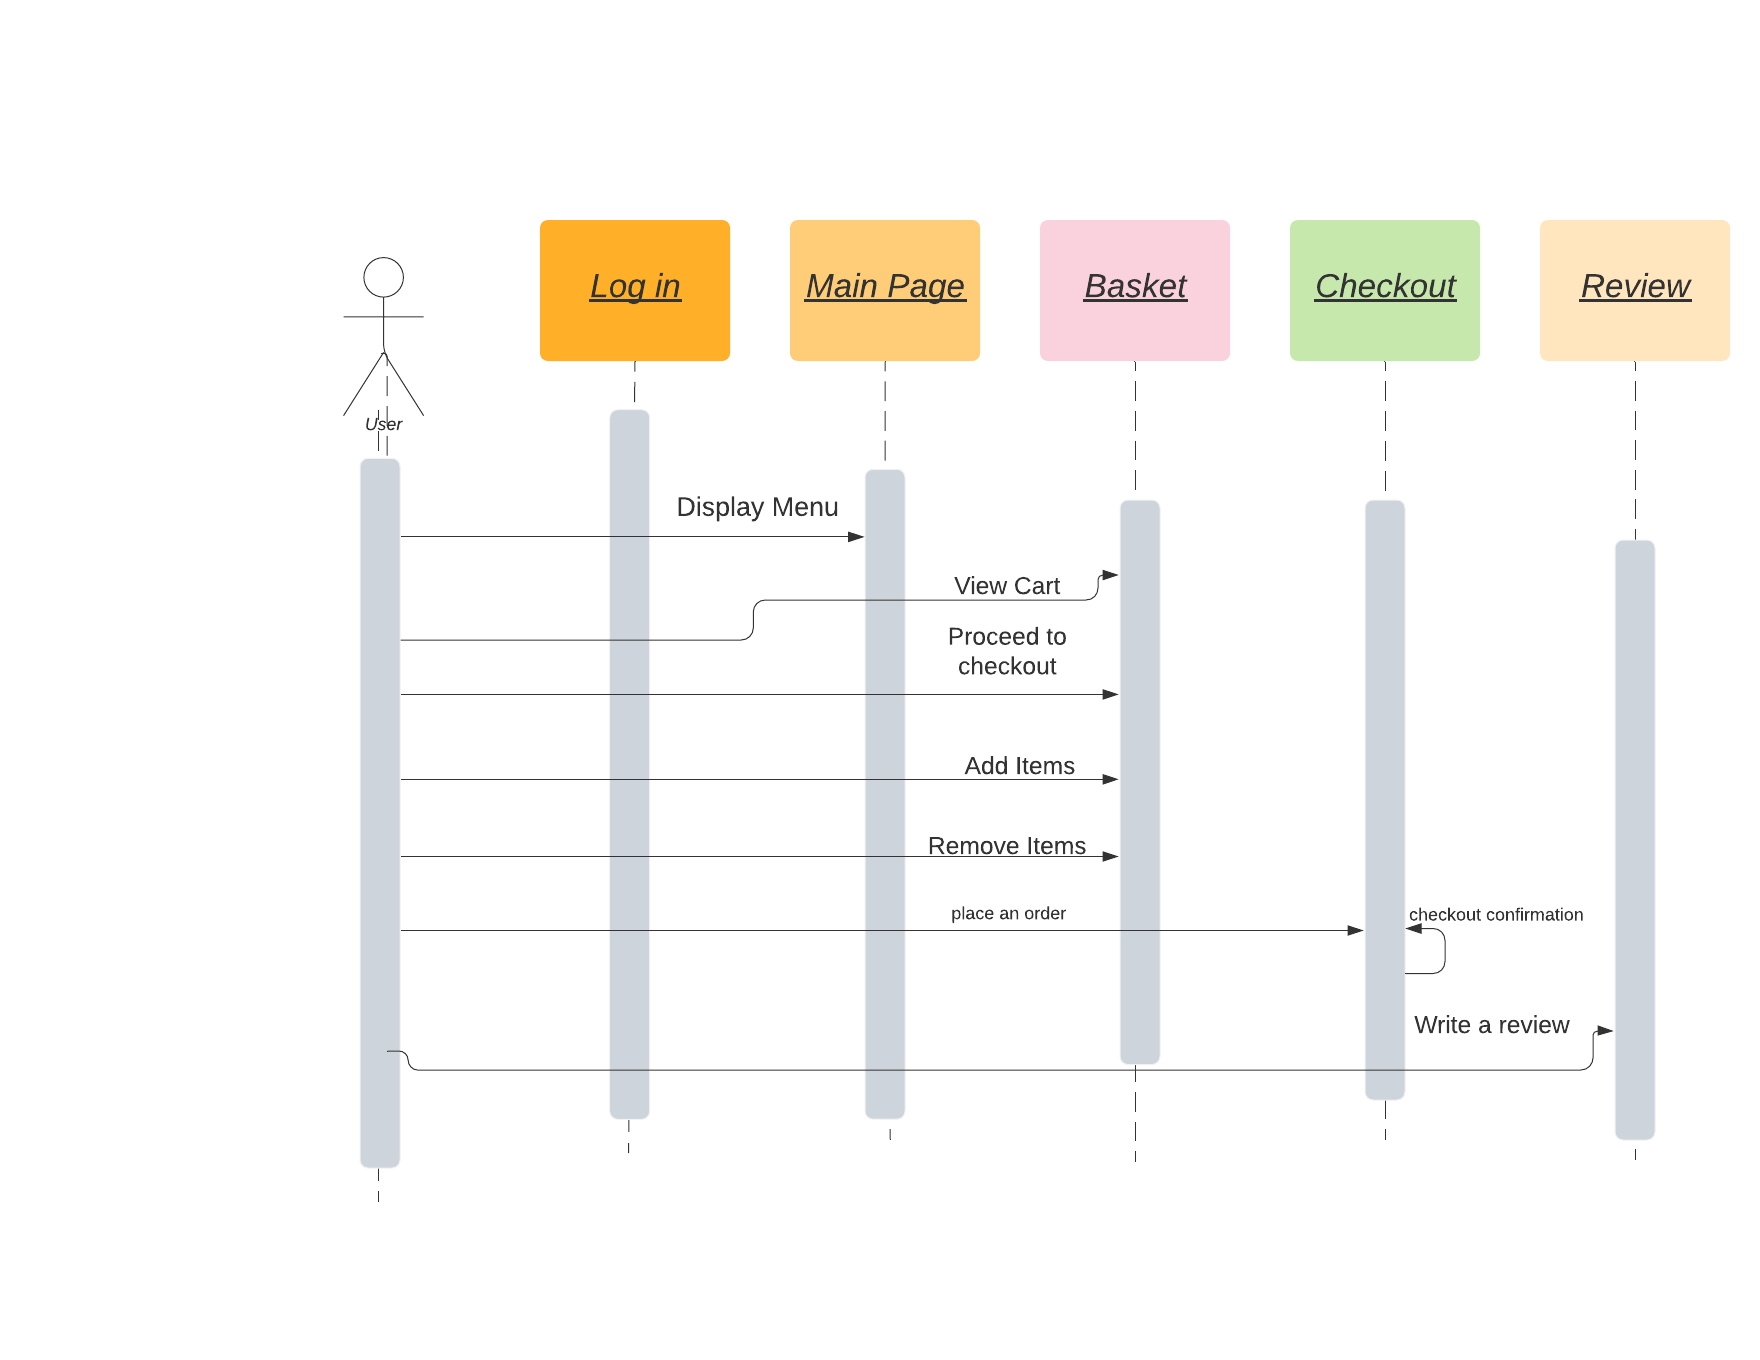 Log in
Main Page
Basket
Checkout
Review
User
Display Menu
View Cart
Proceed to
checkout
Add Items
Remove Items
place an order
checkout confirmation
Write a review